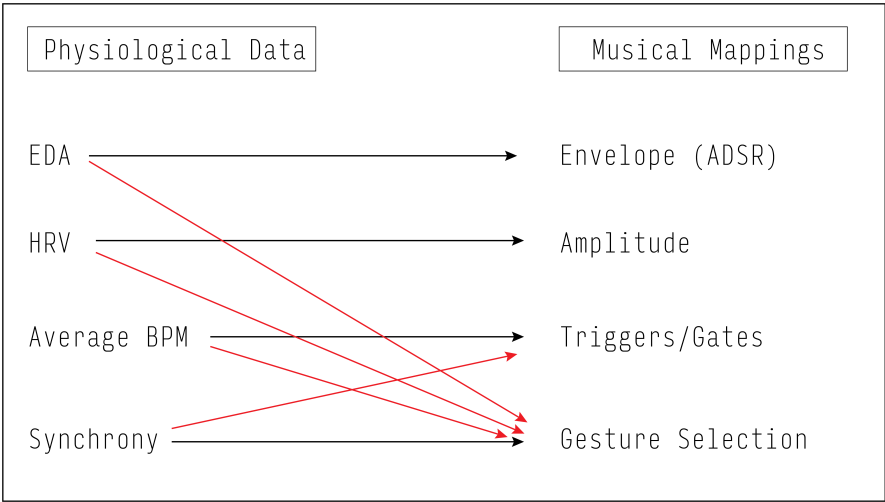 Physiological Data
Musical Mappings
EDA
Envelope (ADSR)
HRV
Amplitude
Average BPM
Triggers/Gates
Synchrony
Gesture Selection